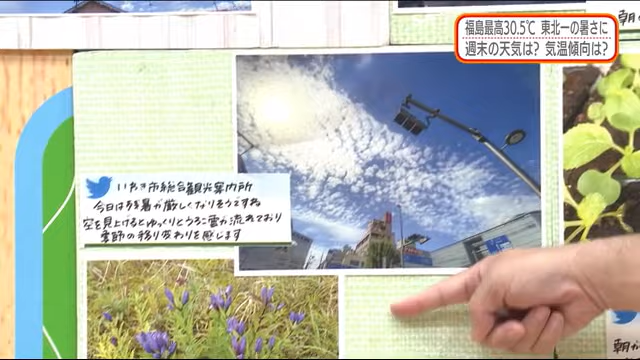 福島最高30.5℃ 東北一の暑さに
週末の天気は? 気温傾向は?
いわき市総合観光案内所
今日は残暑が厳しくなりそうですね
空を見上げるとゆっくりとうろこ雲が流れており
季節の移り変わりを感じます
朝
朝か